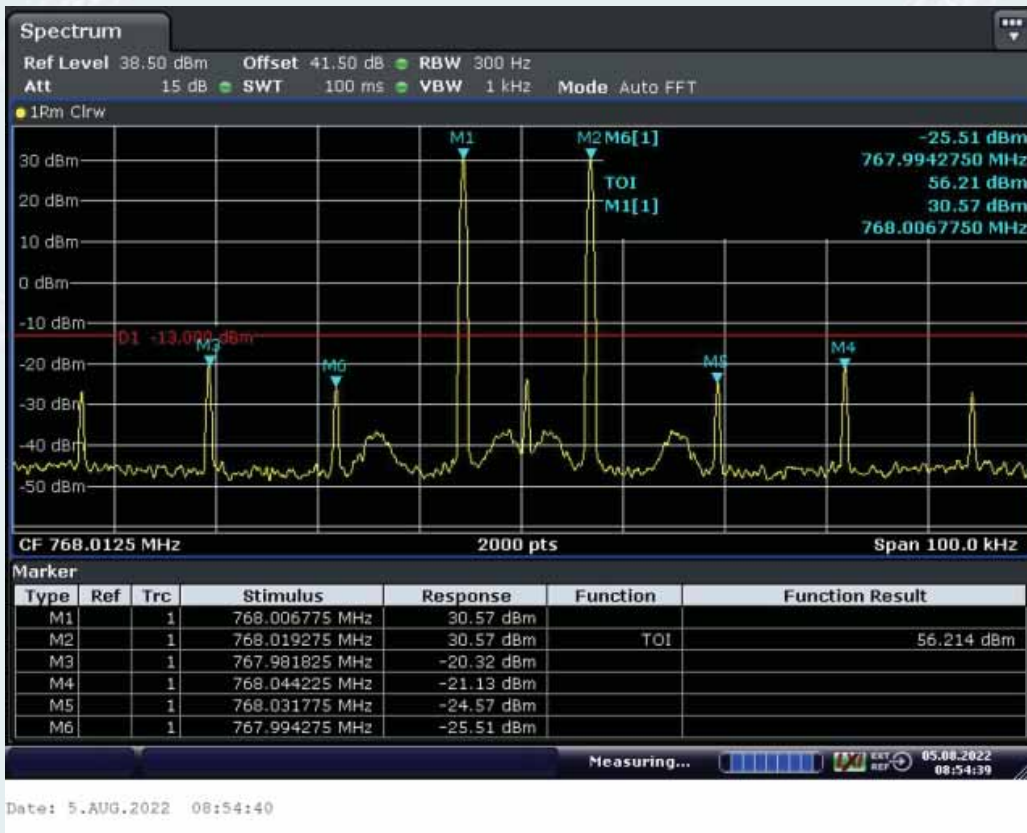 Spectrum
Ref Level 38.50 dBm Offset 41.50 dB RBW 300 Hz
Att 15 dB SWT 100 ms VBW 1 kHz Mode Auto FFT
1Rm Clrw
M1 M2 M6[1] -25.51 dBm
767.9942750 MHz
TOI 56.21 dBm
M1[1] 30.57 dBm
768.0067750 MHz
30 dBm
20 dBm
10 dBm
0 dBm
-10 dBm
D1 -13.000 dBm
M3
M4
-20 dBm
M6
M5
-30 dBm
-40 dBm
-50 dBm
CF 768.0125 MHz 2000 pts Span 100.0 kHz
Marker
Type Ref Trc Stimulus Response Function Function Result
M1 1 768.006775 MHz 30.57 dBm
M2 1 768.019275 MHz 30.57 dBm TOI 56.214 dBm
M3 1 767.981825 MHz -20.32 dBm
M4 1 768.044225 MHz -21.13 dBm
M5 1 768.031775 MHz -24.57 dBm
M6 1 767.994275 MHz -25.51 dBm
Measuring... LXI EXT REF 05.08.2022
08:54:39
Date: 5.AUG.2022 08:54:40